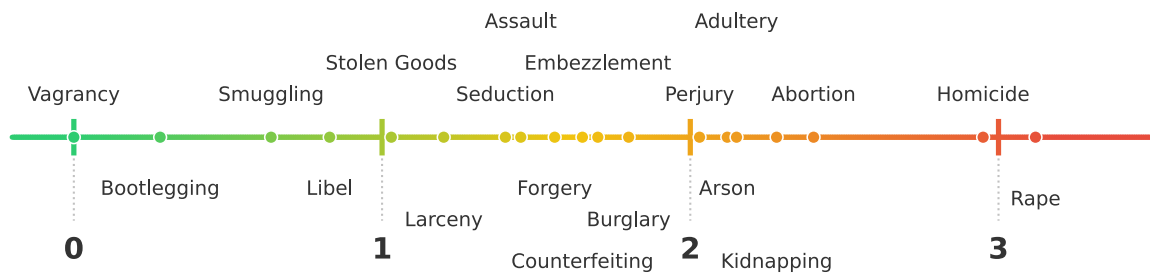 Assault
Adultery
Stolen Goods
Embezzlement
Vagrancy
Smuggling
Seduction
Perjury
Abortion
Homicide
Bootlegging
Libel
Forgery
Arson
Rape
Larceny
Burglary
0
1
2
3
Counterfeiting
Kidnapping